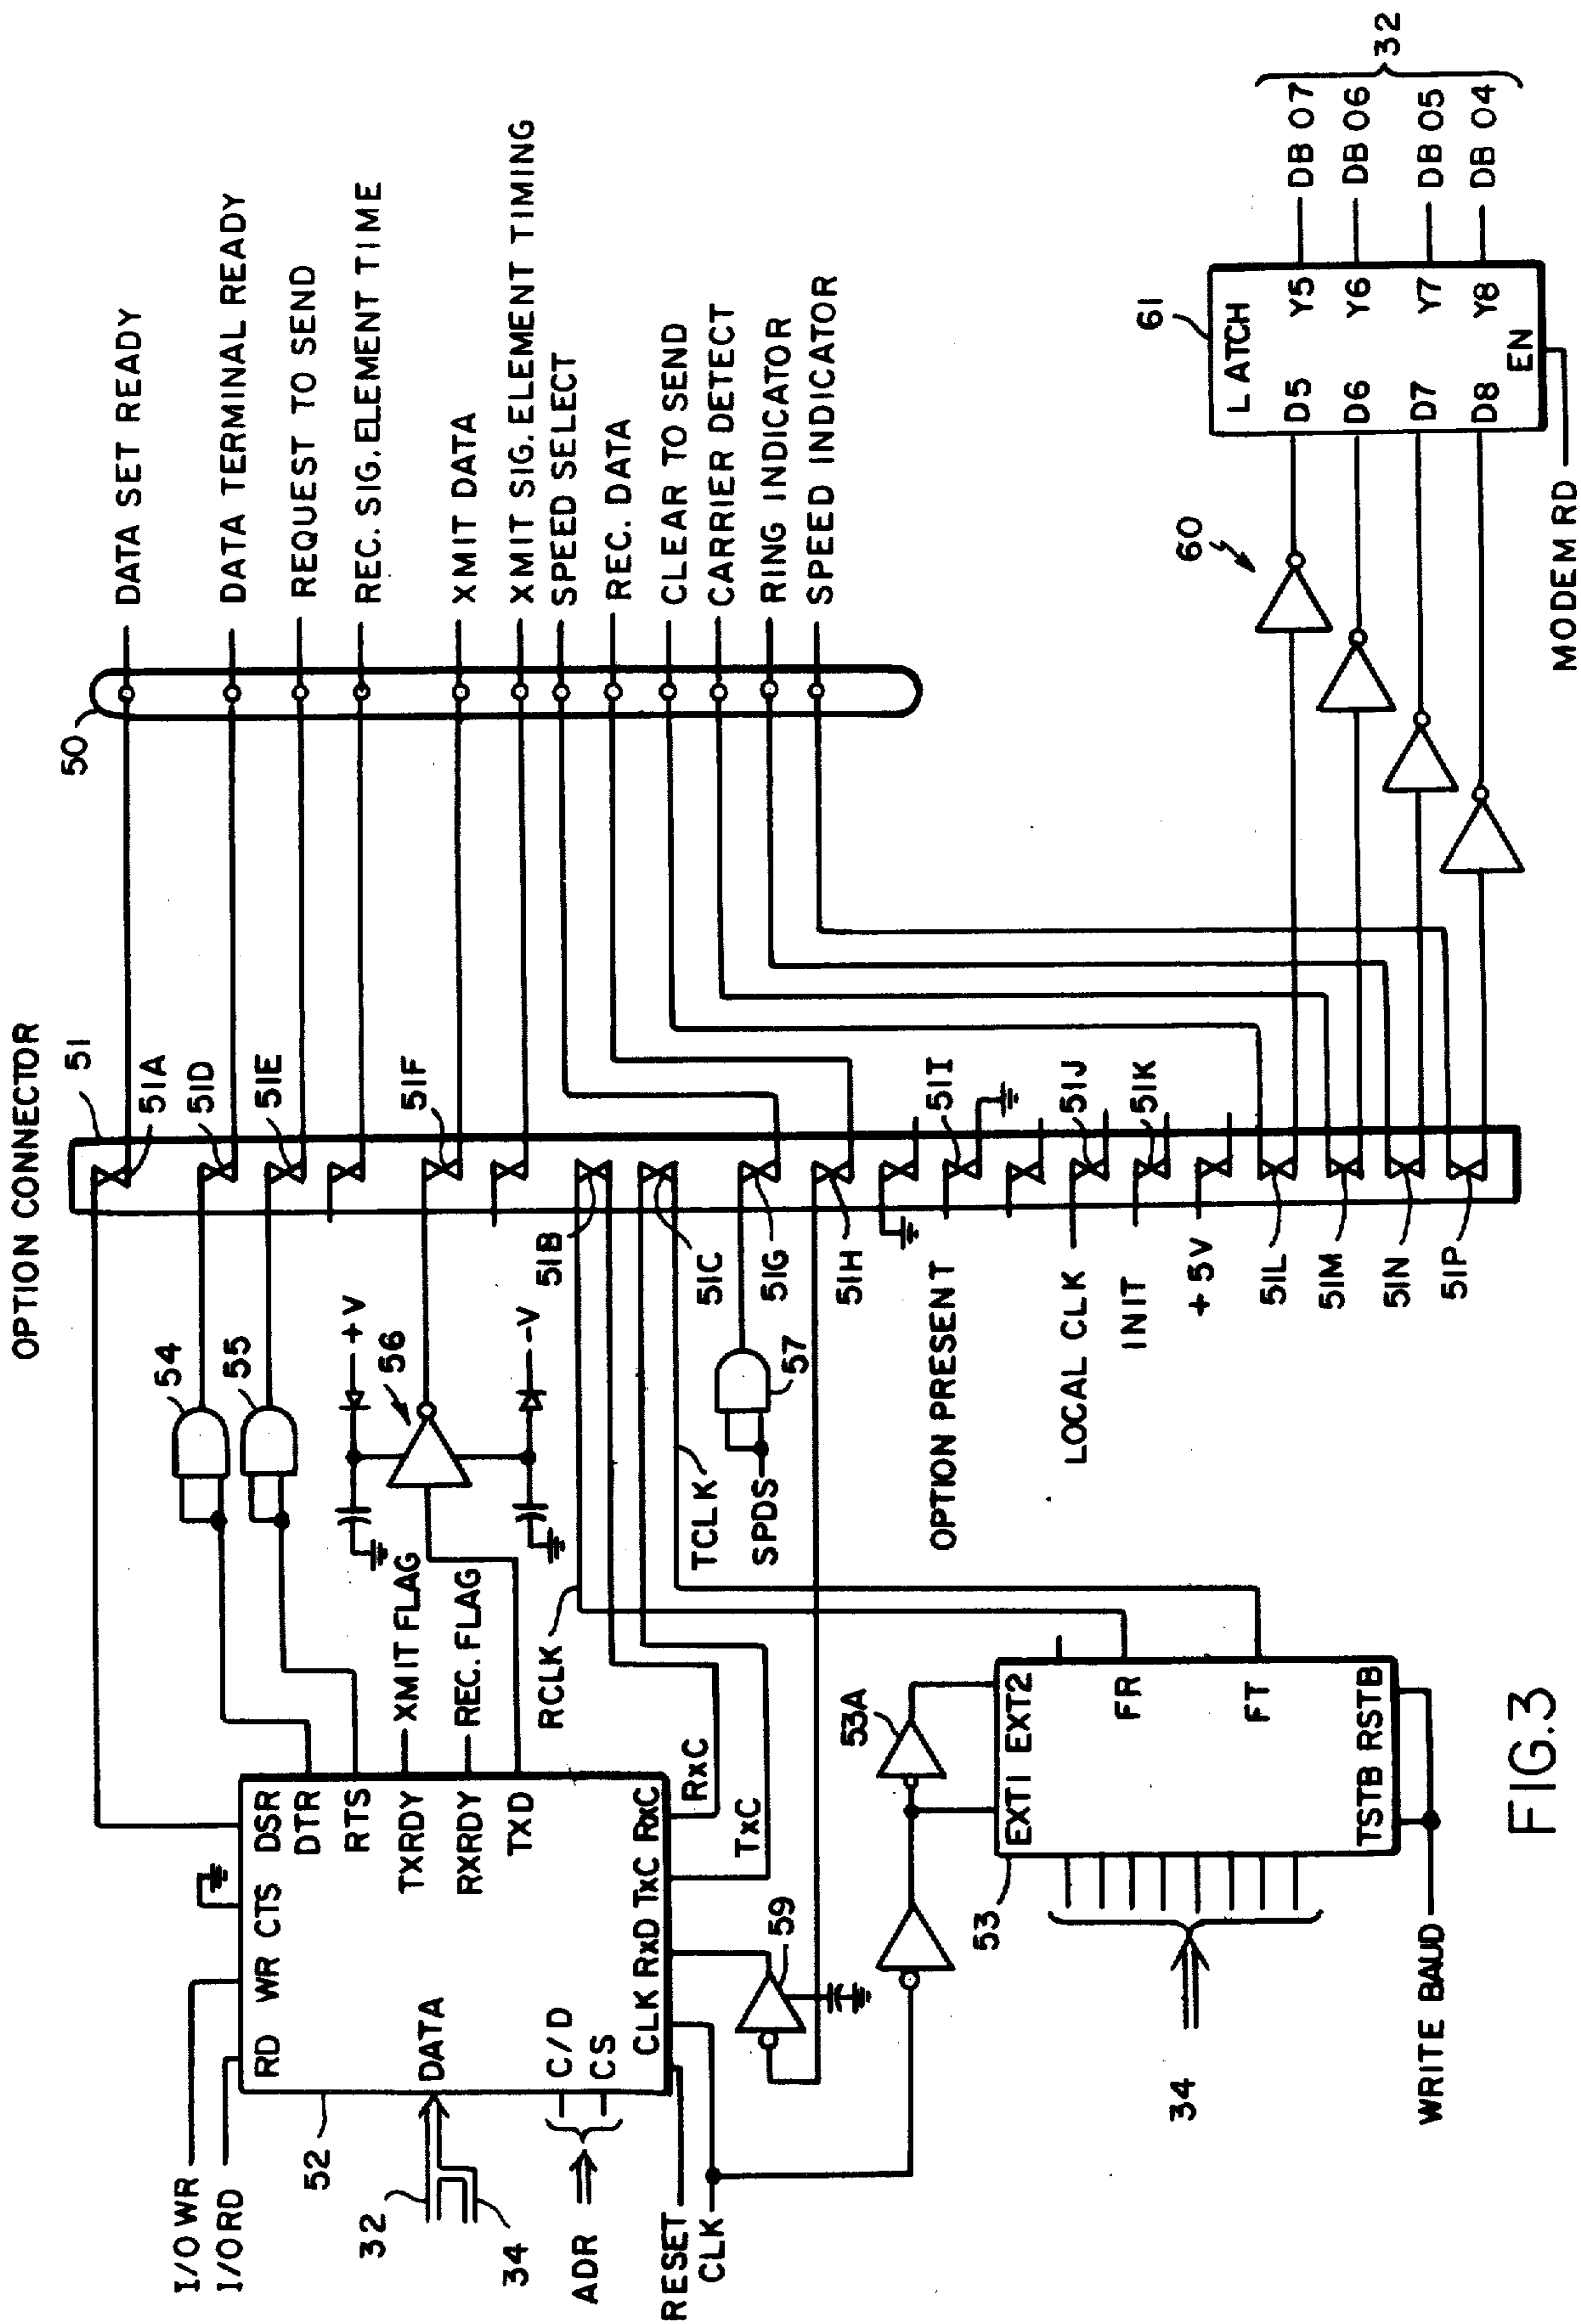 OPTION CONNECTOR
I/O WR
I/O RD
52
RD WR CTS DSR
DTR
RTS
TXRDY
RXRDY
TXD
DATA
C/D
CS
CLK RxD TxC RxC
32
34
ADR
RESET
CLK
XMIT FLAG
REC. FLAG
54
55
+V
56
-V
RCLK
TCLK
RxC
TxC
SPDS
57
59
53A
53
EXT1 EXT2
FR
FT
TSTB RSTB
34
WRITE BAUD
51
51A
51D
51E
51F
51B
51C
51G
51H
51I
OPTION PRESENT
51J
LOCAL CLK
51K
INIT
+5V
51L
51M
51N
51P
50
DATA SET READY
DATA TERMINAL READY
REQUEST TO SEND
REC. SIG. ELEMENT TIME
XMIT DATA
XMIT SIG. ELEMENT TIMING
SPEED SELECT
REC. DATA
CLEAR TO SEND
CARRIER DETECT
RING INDICATOR
SPEED INDICATOR
60
61
LATCH
D5 Y5 DB 07
D6 Y6 DB 06
D7 Y7 DB 05
D8 Y8 DB 04
EN
32
MODEM RD
FIG.3